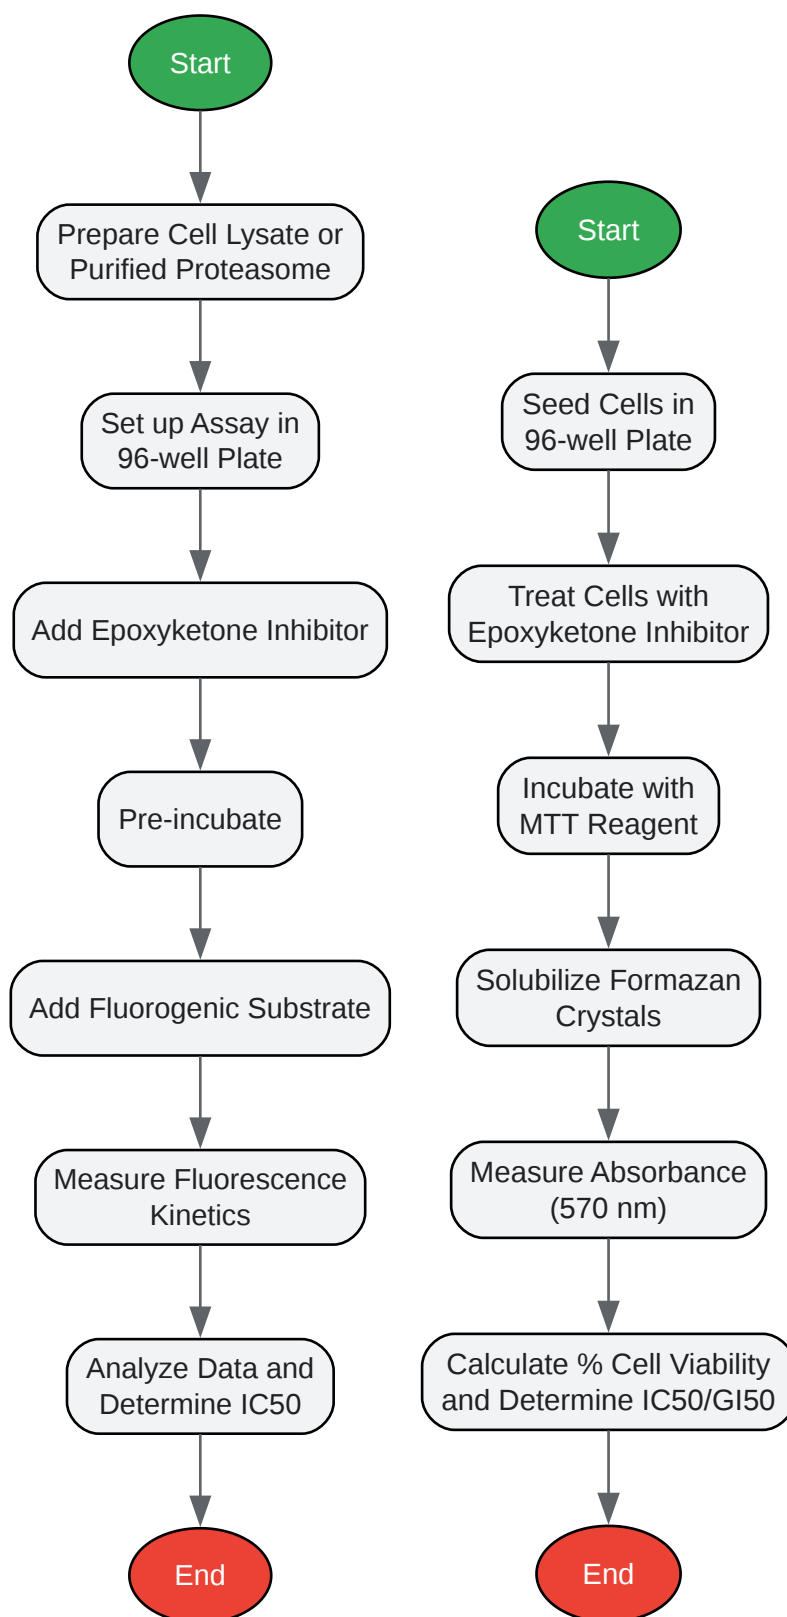 Start
Prepare Cell Lysate or
Purified Proteasome
Set up Assay in
96-well Plate
Add Epoxyketone Inhibitor
Pre-incubate
Add Fluorogenic Substrate
Measure Fluorescence
Kinetics
Analyze Data and
Determine IC50
End
Start
Seed Cells in
96-well Plate
Treat Cells with
Epoxyketone Inhibitor
Incubate with
MTT Reagent
Solubilize Formazan
Crystals
Measure Absorbance
(570 nm)
Calculate % Cell Viability
and Determine IC50/GI50
End